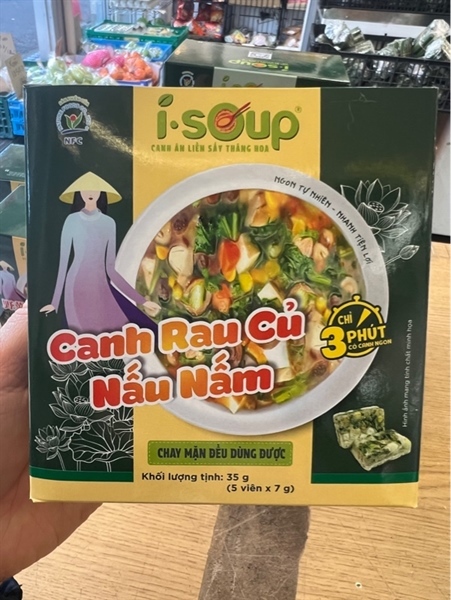 NFC
i·soup®
CANH ĂN LIỀN SẤY THĂNG HOA
NGON TỰ NHIÊN - NHANH TIỆN LỢI
Canh Rau Củ
Nấu Nấm
CHỈ
3 PHÚT
CÓ CANH NGON
Hình ảnh mang tính chất minh họa
CHAY MẶN ĐỀU DÙNG ĐƯỢC
Khối lượng tịnh: 35 g
(5 viên x 7 g)